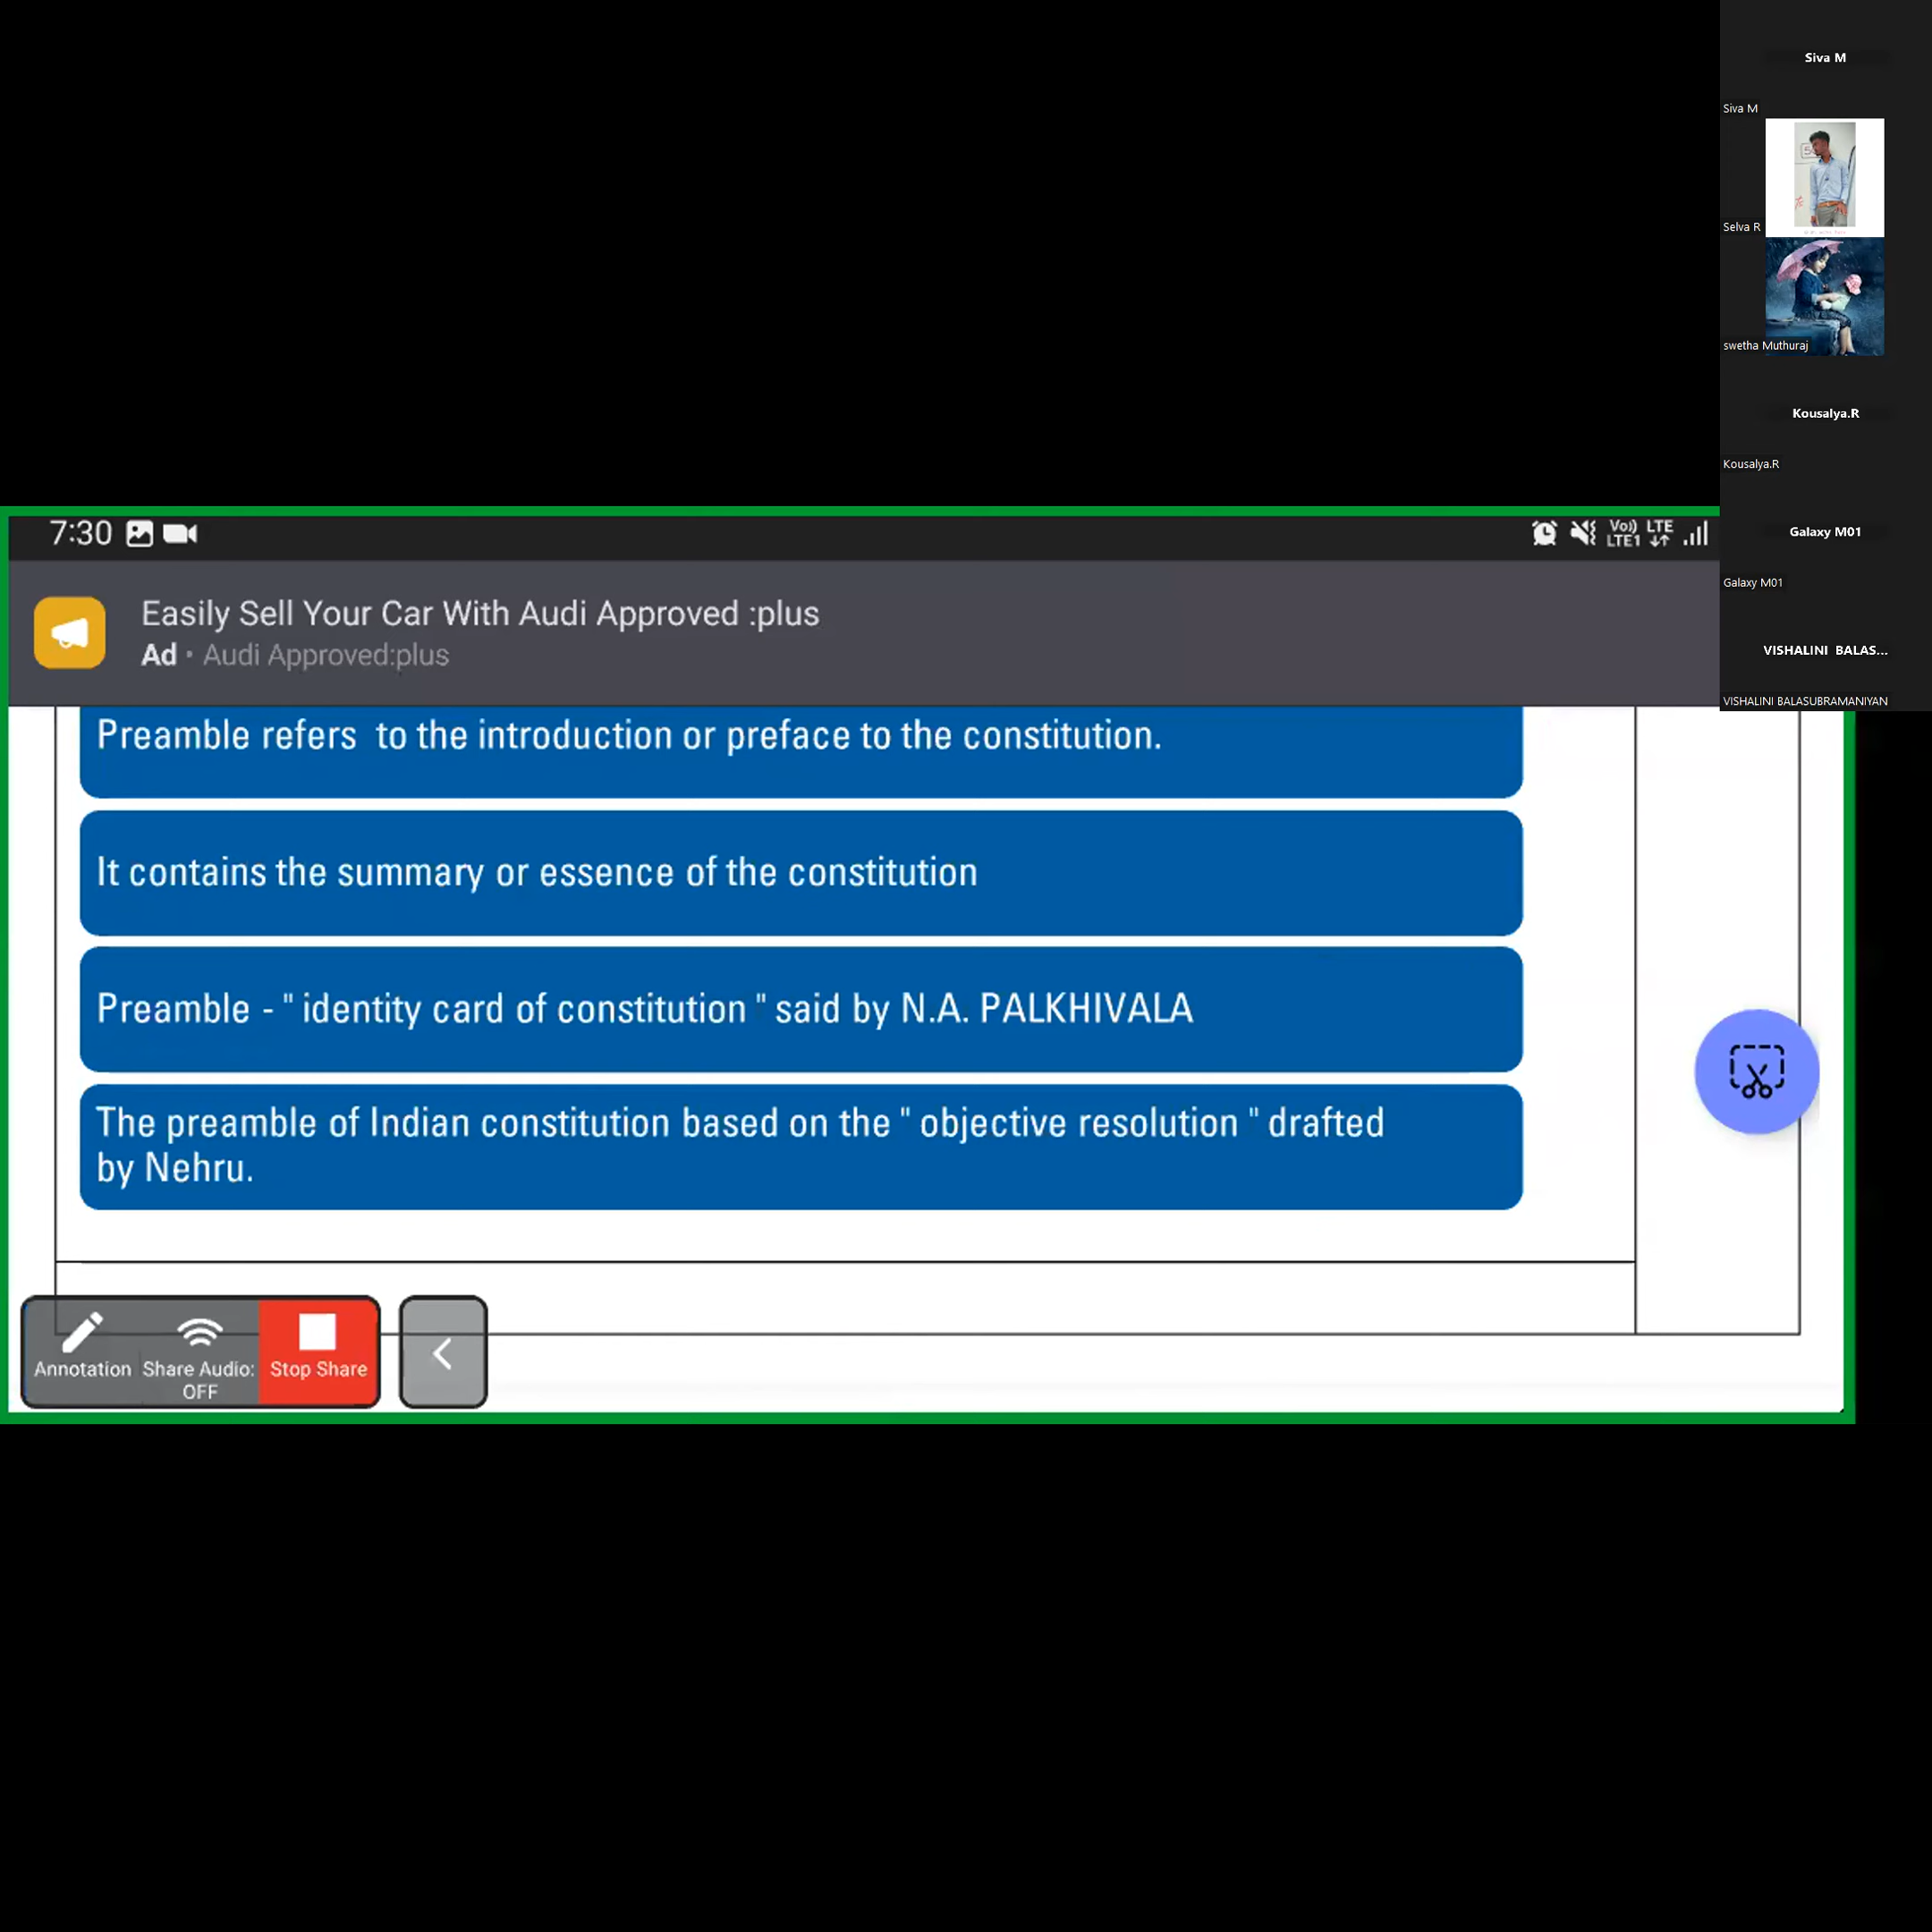 Siva M
Siva M
Selva R
swetha Muthuraj
Kousalya.R
Kousalya.R
Galaxy M01
Galaxy M01
VISHALINI BALAS...
VISHALINI BALASUBRAMANIYAN
7:30
Vo)) LTE
LTE1
Easily Sell Your Car With Audi Approved :plus
Ad • Audi Approved:plus
Preamble refers to the introduction or preface to the constitution.
It contains the summary or essence of the constitution
Preamble - " identity card of constitution " said by N.A. PALKHIVALA
The preamble of Indian constitution based on the " objective resolution " drafted
by Nehru.
Annotation
Share Audio:
OFF
Stop Share